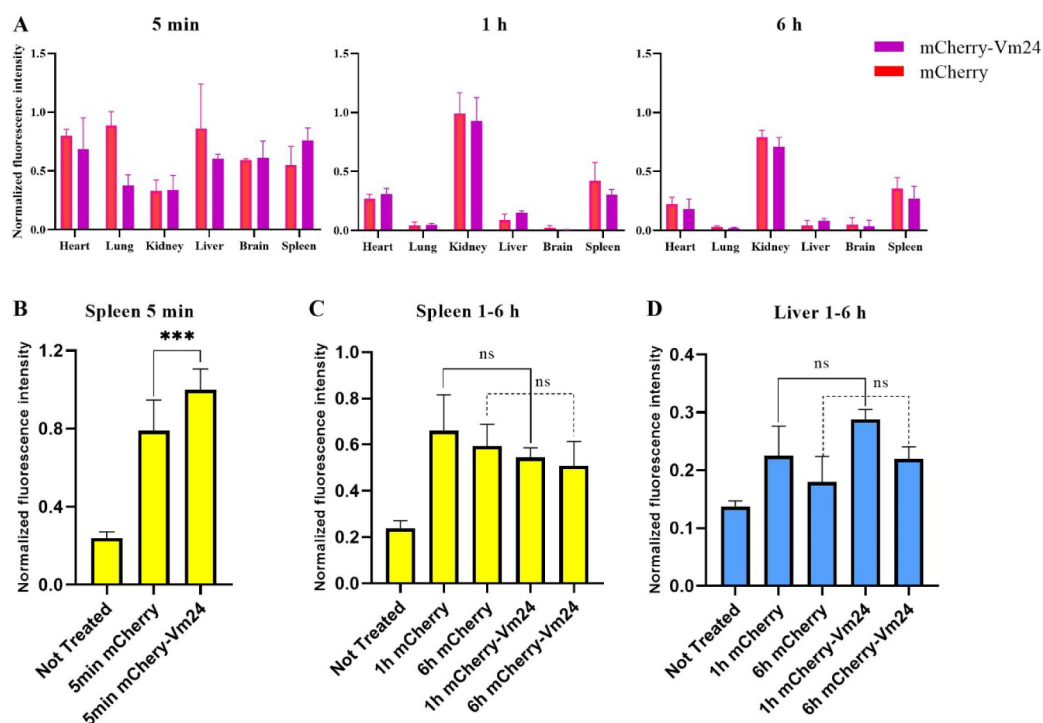 A
5 min
1 h
6 h
mCherry-Vm24
mCherry
Normalized fluorescence intensity
1.5
1.0
0.5
0.0
Heart Lung Kidney Liver Brain Spleen
1.5
1.0
0.5
0.0
Heart Lung Kidney Liver Brain Spleen
1.5
1.0
0.5
0.0
Heart Lung Kidney Liver Brain Spleen
B
Spleen 5 min
Normalized fluorescence intensity
1.2
0.8
0.4
0.0
***
Not Treated
5min mCherry
5min mChery-Vm24
C
Spleen 1-6 h
Normalized fluorescence intensity
1.0
0.8
0.6
0.4
0.2
0.0
ns
ns
Not Treated
1h mCherry
6h mCherry
1h mCherry-Vm24
6h mCherry-Vm24
D
Liver 1-6 h
Normalized fluorescence intensity
0.4
0.3
0.2
0.1
0.0
ns
ns
Not Treated
1h mCherry
6h mCherry
1h mCherry-Vm24
6h mCherry-Vm24